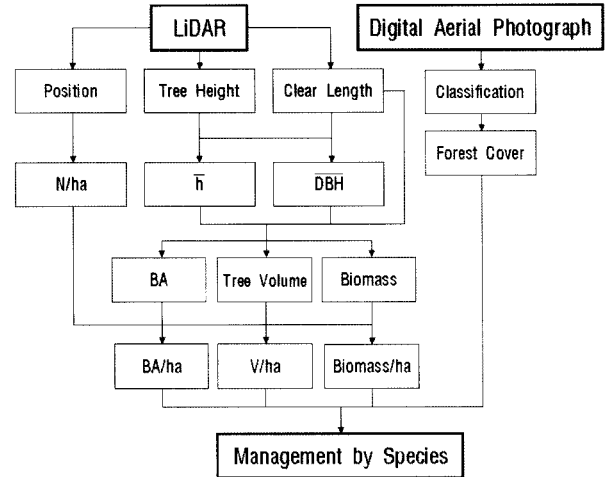 LiDAR
Digital Aerial Photograph
Position
Tree Height
Clear Length
Classification
N/ha
h̅
D̅B̅H̅
Forest Cover
BA
Tree Volume
Biomass
BA/ha
V/ha
Biomass/ha
Management by Species